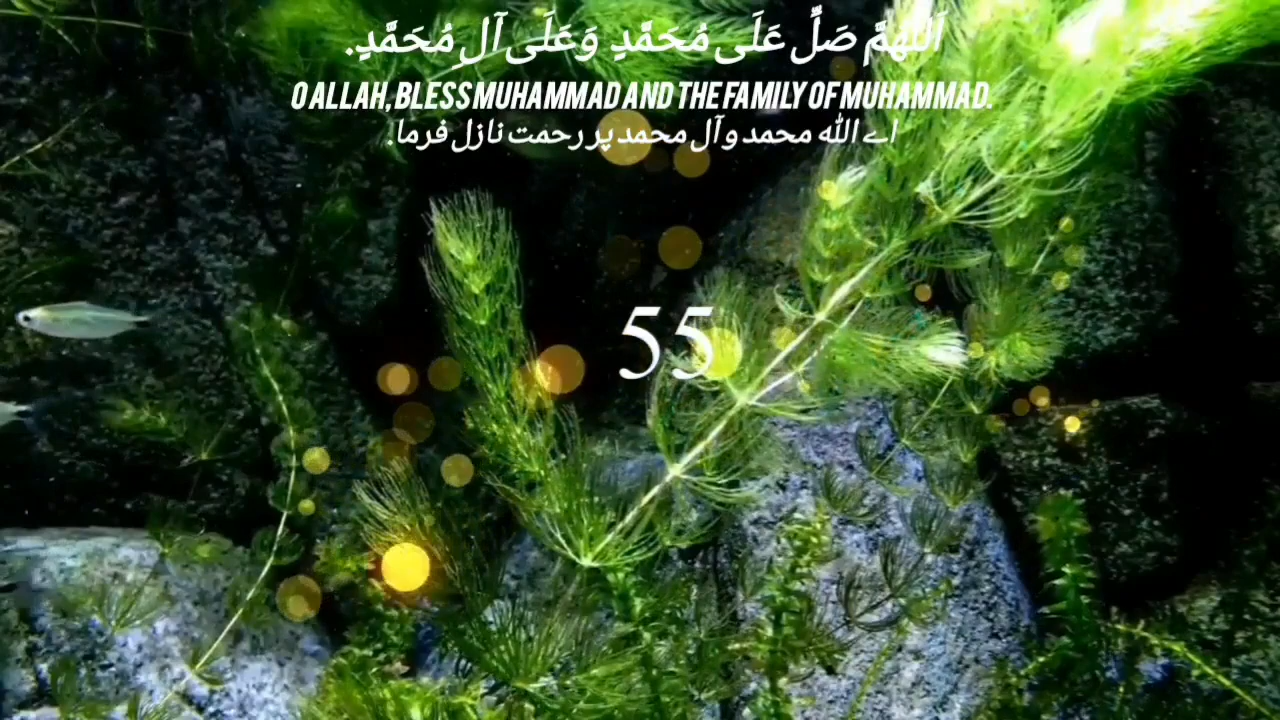 اَللّٰهُمَّ صَلِّ عَلَى مُحَمَّدٍ وَعَلَى آلِ مُحَمَّدٍ.
O ALLAH, BLESS MUHAMMAD AND THE FAMILY OF MUHAMMAD.
اے اللہ محمد و آل محمد پر رحمت نازل فرما.
55